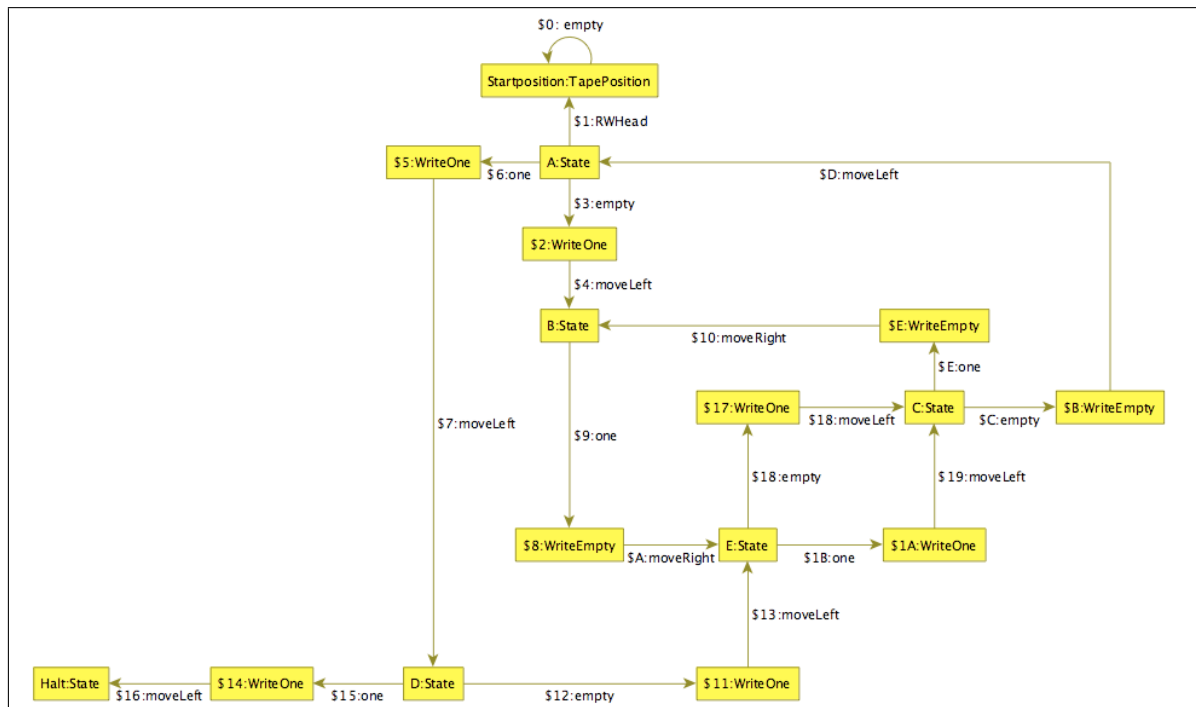 $0: empty
Startposition:TapePosition
$1:RWHead
$5:WriteOne
$6:one
A:State
$D:moveLeft
$3:empty
$2:WriteOne
$4:moveLeft
B:State
$10:moveRight
$E:WriteEmpty
$E:one
$17:WriteOne
$18:moveLeft
C:State
$C:empty
$B:WriteEmpty
$7:moveLeft
$9:one
$18:empty
$19:moveLeft
$8:WriteEmpty
$A:moveRight
E:State
$1B:one
$1A:WriteOne
$13:moveLeft
Halt:State
$16:moveLeft
$14:WriteOne
$15:one
D:State
$12:empty
$11:WriteOne